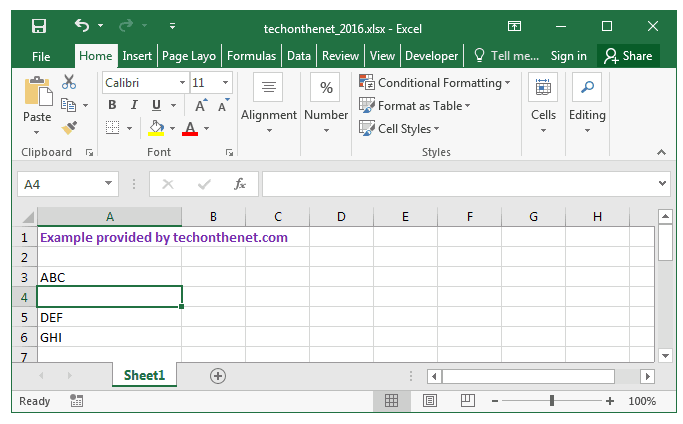 techonthenet_2016.xlsx - Excel
File Home Insert Page Layo Formulas Data Review View Developer Tell me... Sign in Share
Calibri 11
Paste
B I U A A
A
Alignment
%
Number
Conditional Formatting
Format as Table
Cell Styles
Cells
Editing
Clipboard Font Styles
A4 fx
A B C D E F G H
1 Example provided by techonthenet.com
2
3 ABC
4
5 DEF
6 GHI
7
Sheet1
Ready 100%